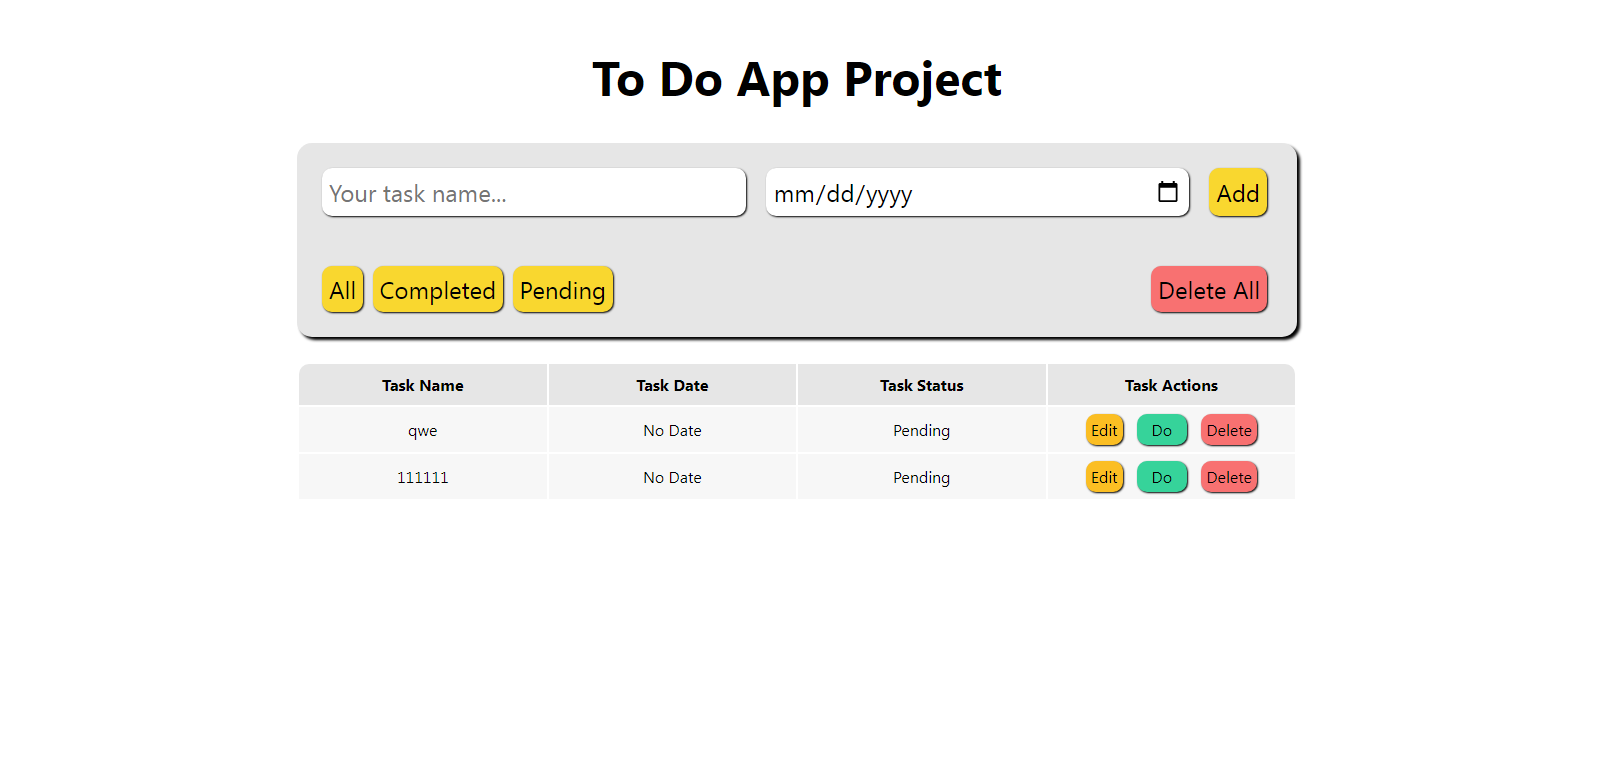 To Do App Project
Your task name... mm/dd/yyyy Add
All Completed Pending Delete All
Task Name Task Date Task Status Task Actions
qwe No Date Pending Edit Do Delete
111111 No Date Pending Edit Do Delete